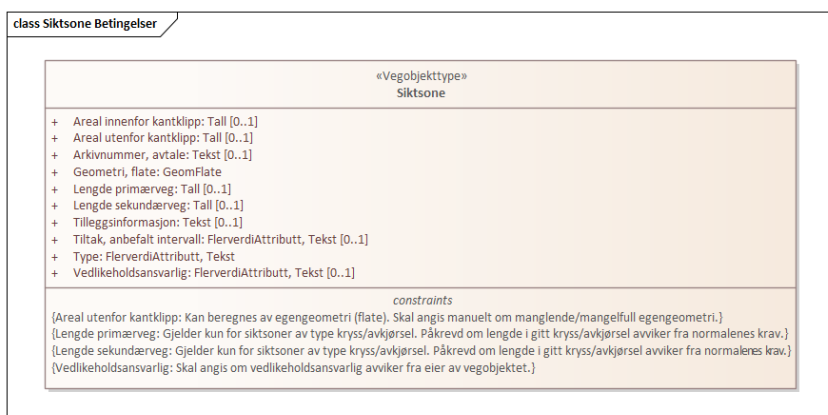 class Siktsone Betingelser
«Vegobjekttype»
Siktsone
+ Areal innenfor kantklipp: Tall [0..1]
+ Areal utenfor kantklipp: Tall [0..1]
+ Arkivnummer, avtale: Tekst [0..1]
+ Geometri, flate: GeomFlate
+ Lengde primærveg: Tall [0..1]
+ Lengde sekundærveg: Tall [0..1]
+ Tilleggsinformasjon: Tekst [0..1]
+ Tiltak, anbefalt intervall: FlerverdiAttributt, Tekst [0..1]
+ Type: FlerverdiAttributt, Tekst
+ Vedlikeholdsansvarlig: FlerverdiAttributt, Tekst [0..1]
constraints
{Areal utenfor kantklipp: Kan beregnes av egengeometri (flate). Skal angis manuelt om manglende/mangelfull egengeometri.}
{Lengde primærveg: Gjelder kun for siktsoner av type kryss/avkjørsel. Påkrevd om lengde i gitt kryss/avkjørsel avviker fra normalenes krav.}
{Lengde sekundærveg: Gjelder kun for siktsoner av type kryss/avkjørsel. Påkrevd om lengde i gitt kryss/avkjørsel avviker fra normalenes krav.}
{Vedlikeholdsansvarlig: Skal angis om vedlikeholdsansvarlig avviker fra eier av vegobjektet.}